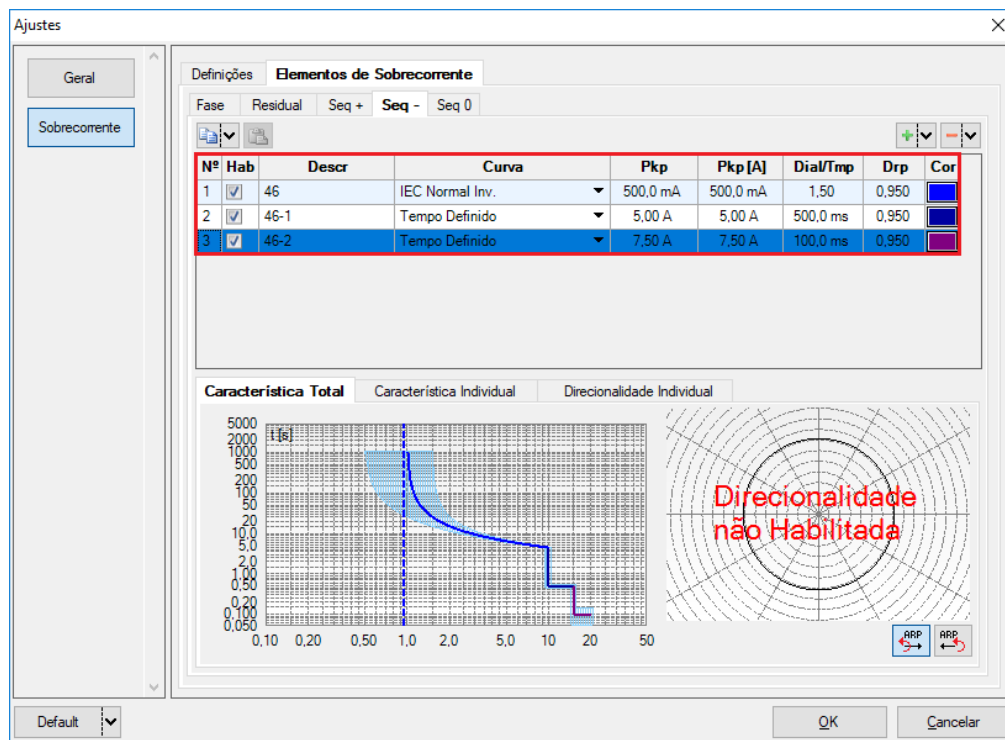 Ajustes
Geral
Sobrecorrente
Definições Elementos de Sobrecorrente
Fase Residual Seq + Seq - Seq 0
Nº Hab Descr Curva Pkp Pkp [A] Dial/Tmp Drp Cor
1 46 IEC Normal Inv. 500,0 mA 500,0 mA 1,50 0,950
2 46-1 Tempo Definido 5,00 A 5,00 A 500,0 ms 0,950
3 46-2 Tempo Definido 7,50 A 7,50 A 100,0 ms 0,950
Característica Total Característica Individual Direcionalidade Individual
t [s]
5000
2000
1000
500
200
100
50
20
10,0
5,0
2,0
1,00
0,50
0,20
0,100
0,050
0,10 0,20 0,50 1,0 2,0 5,0 10 20 50
Direcionalidade
não Habilitada
ARP ARP
Default OK Cancelar